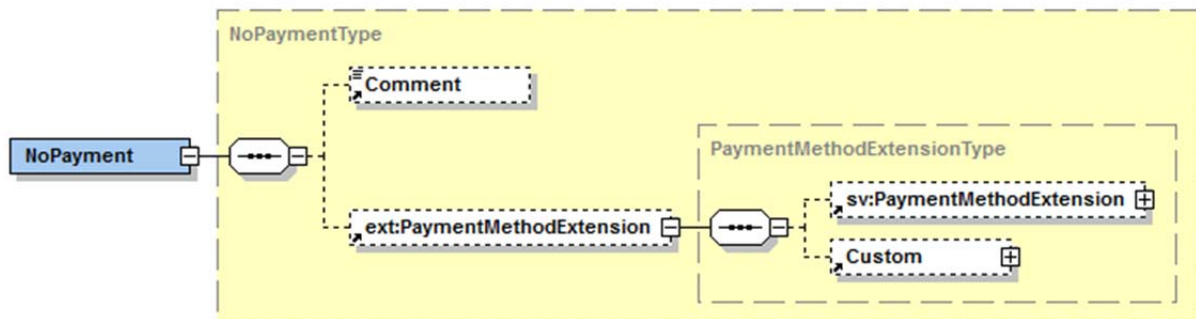 NoPaymentType
Comment
NoPayment
PaymentMethodExtensionType
sv:PaymentMethodExtension
ext:PaymentMethodExtension
Custom